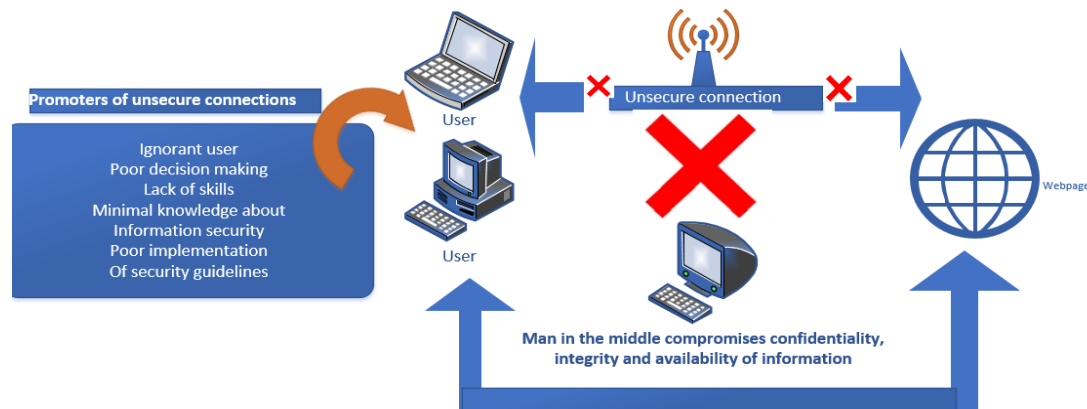 Promoters of unsecure connections
Ignorant user
Poor decision making
Lack of skills
Minimal knowledge about
Information security
Poor implementation
Of security guidelines
User
User
Unsecure connection
Webpage
Man in the middle compromises confidentiality,
integrity and availability of information